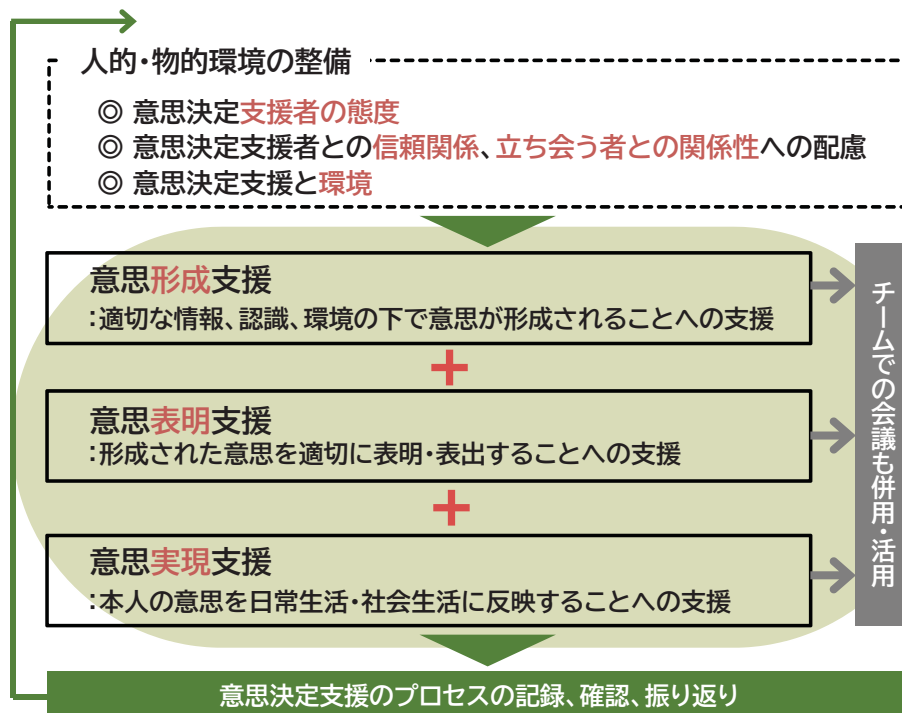 人的・物的環境の整備
◎ 意思決定支援者の態度
◎ 意思決定支援者との信頼関係、立ち会う者との関係性への配慮
◎ 意思決定支援と環境
意思形成支援
：適切な情報、認識、環境の下で意思が形成されることへの支援
+
意思表明支援
：形成された意思を適切に表明・表出することへの支援
+
意思実現支援
：本人の意思を日常生活・社会生活に反映することへの支援
チームでの会議も併用・活用
意思決定支援のプロセスの記録、確認、振り返り